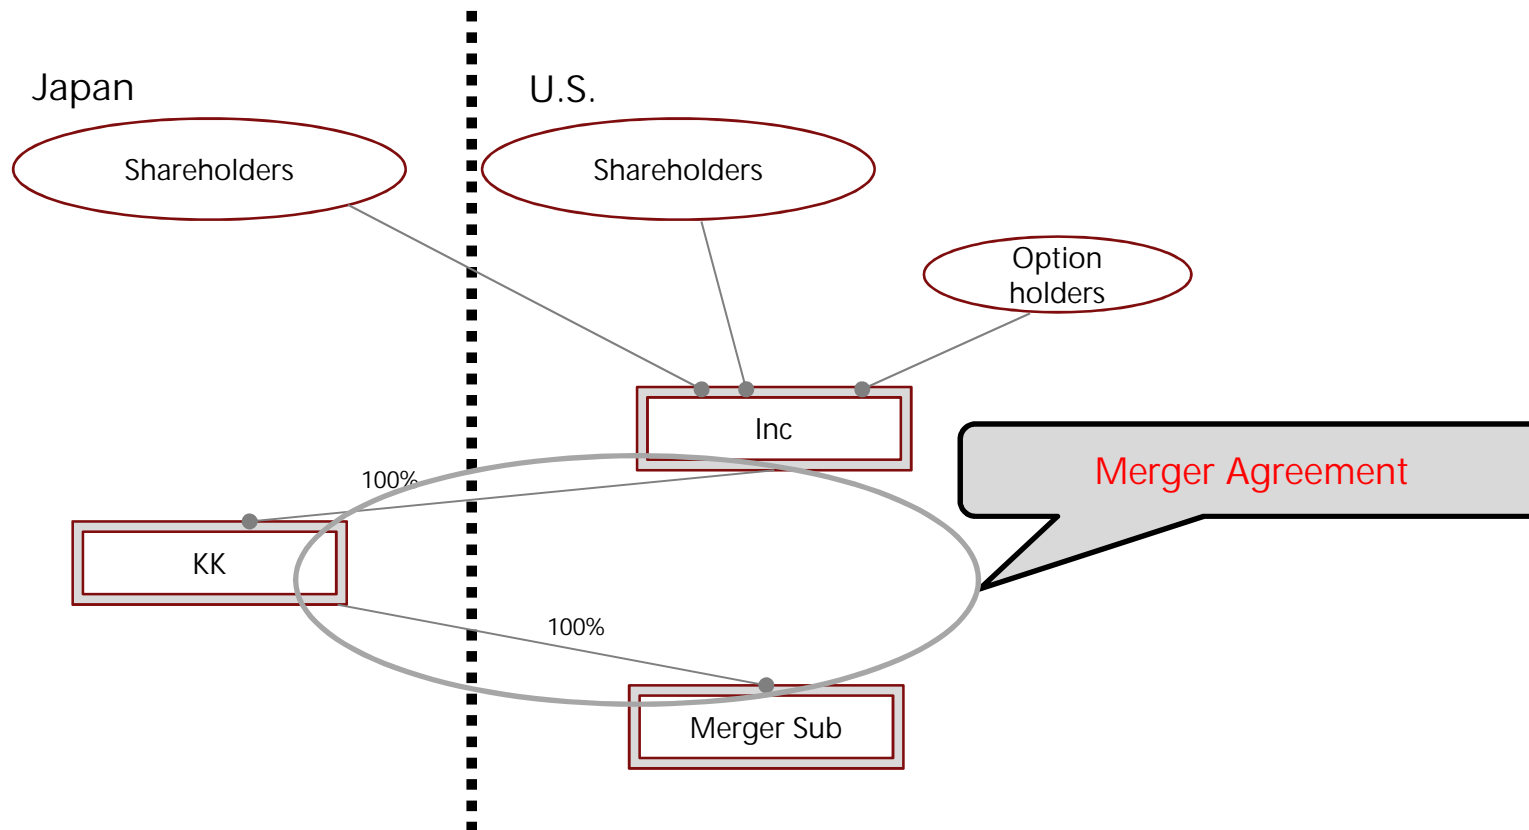 Japan
U.S.
Shareholders
Shareholders
Option
holders
Inc
Merger Agreement
100%
KK
100%
Merger Sub